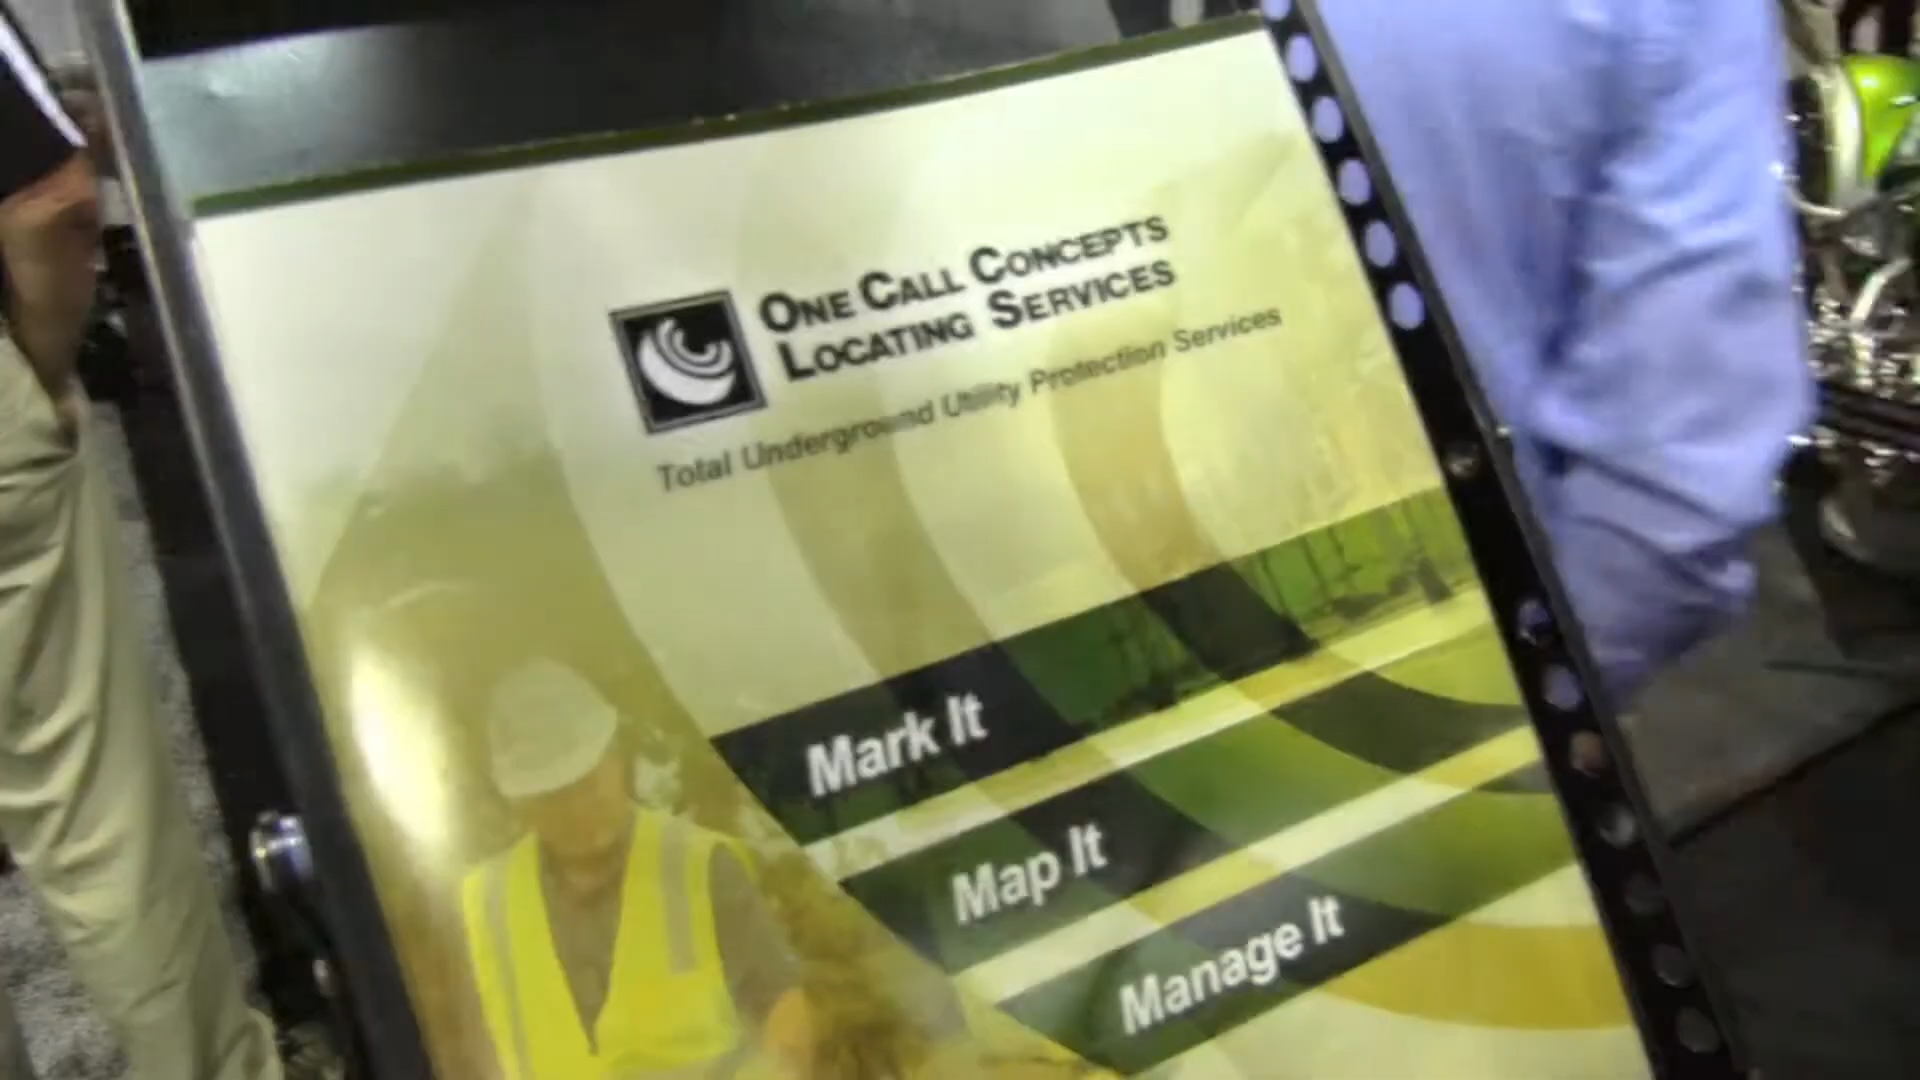 One Call Concepts
Locating Services
Total Underground Utility Protection Services
Mark It
Map It
Manage It